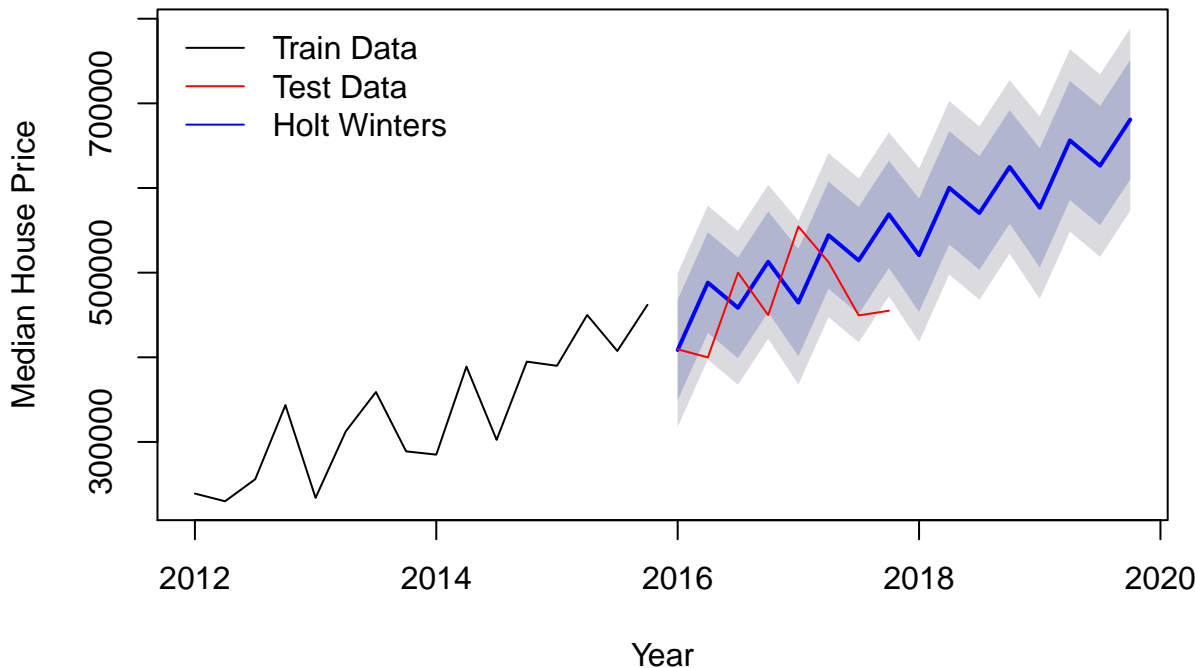 Train Data
Test Data
Holt Winters
Median House Price
700000
500000
300000
2012 2014 2016 2018 2020
Year